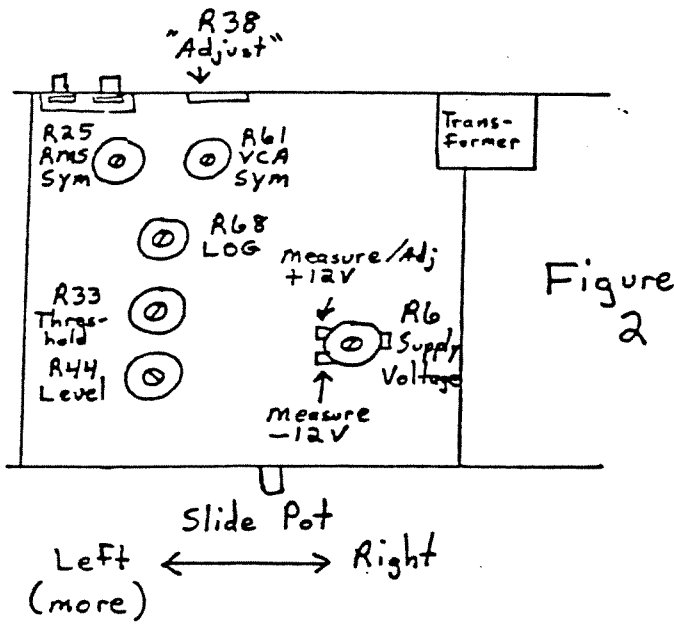 R38
"Adjust"
Trans-
Former
R25
RMS
Sym
R61
VCA
Sym
R68
LOG
measure/Adj
+12V
Figure
2
R33
Thres-
hold
R6
Supply
Voltage
R44
Level
measure
-12V
Slide Pot
Left
Right
(more)